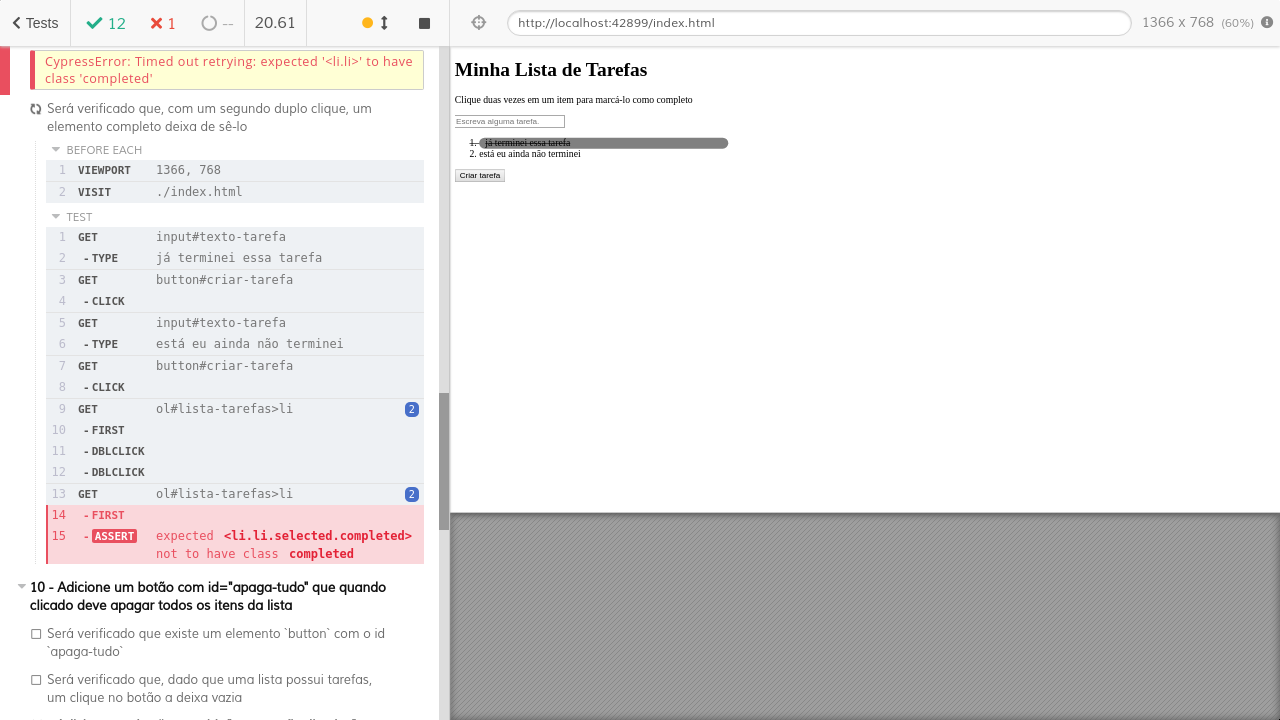 Tests 12 1 -- 20.61 http://localhost:42899/index.html 1366 x 768 (60%)
CypressError: Timed out retrying: expected '<li.li>' to have
class 'completed'
Será verificado que, com um segundo duplo clique, um
elemento completo deixa de sê-lo
BEFORE EACH
1 VIEWPORT 1366, 768
2 VISIT ./index.html
TEST
1 GET input#texto-tarefa
2 -TYPE já terminei essa tarefa
3 GET button#criar-tarefa
4 -CLICK
5 GET input#texto-tarefa
6 -TYPE está eu ainda não terminei
7 GET button#criar-tarefa
8 -CLICK
9 GET ol#lista-tarefas>li 2
10 -FIRST
11 -DBLCLICK
12 -DBLCLICK
13 GET ol#lista-tarefas>li 2
14 -FIRST
15 -ASSERT expected <li.li.selected.completed>
not to have class completed
10 - Adicione um botão com id="apaga-tudo" que quando
clicado deve apagar todos os itens da lista
Será verificado que existe um elemento `button` com o id
`apaga-tudo`
Será verificado que, dado que uma lista possui tarefas,
um clique no botão a deixa vazia
Minha Lista de Tarefas
Clique duas vezes em um item para marcá-lo como completo
Escreva alguma tarefa.
1. já terminei essa tarefa
2. está eu ainda não terminei
Criar tarefa